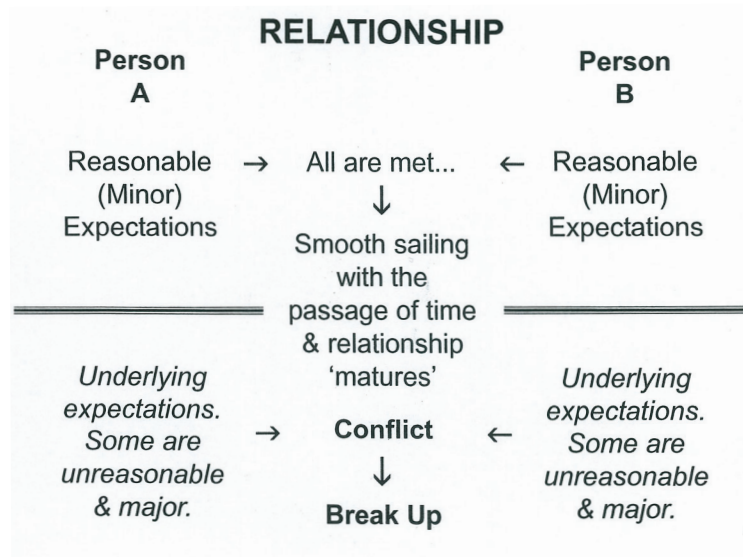 RELATIONSHIP
Person
A
Person
B
Reasonable
(Minor)
Expectations
→ All are met... ←
Reasonable
(Minor)
Expectations
↓
Smooth sailing
with the
passage of time
& relationship
‘matures’
Underlying
expectations.
Some are
unreasonable
& major.
→ Conflict ←
Underlying
expectations.
Some are
unreasonable
& major.
↓
Break Up